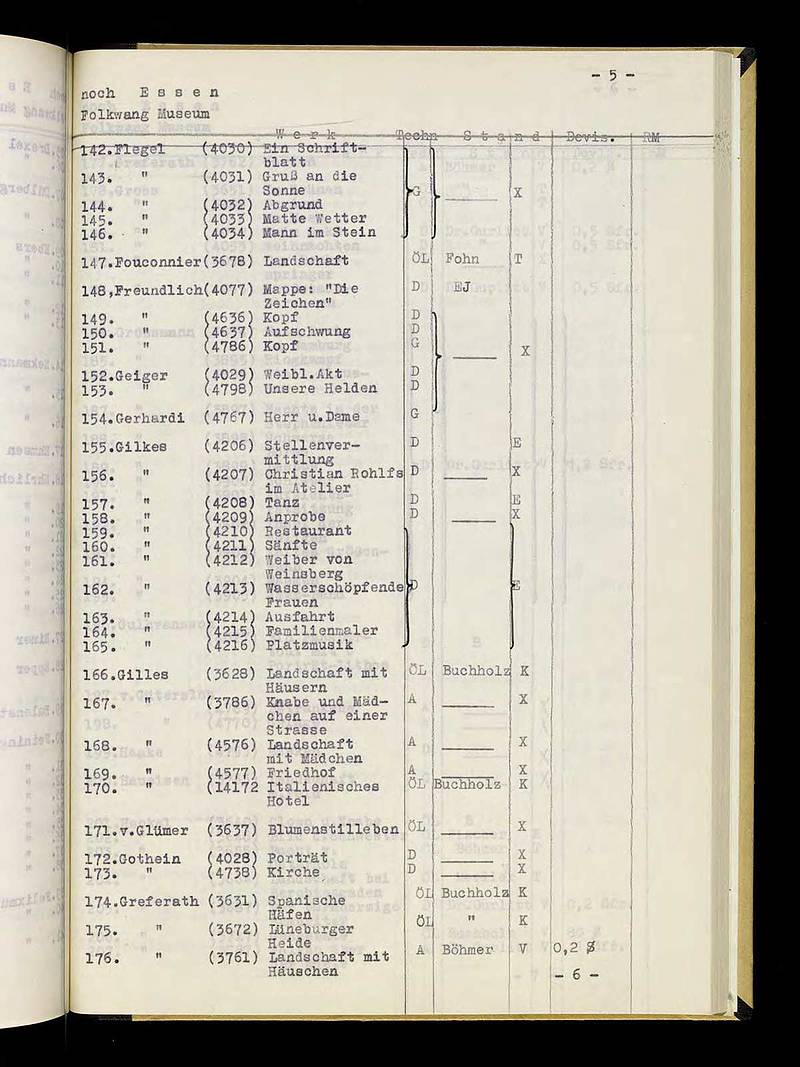 - 5 -
noch E s s e n
Folkwang Museum
W e r k Techn S t a n d Devis. RM
142.Flegel (4030) Ein Schrift-
blatt
143. " (4031) Gruß an die
Sonne G ______ X
144. " (4032) Abgrund
145. " (4033) Matte Wetter
146. " (4034) Mann im Stein
147.Fouconnier(3678) Landschaft ÖL Fohn T
148,Freundlich(4077) Mappe: "Die D EJ
Zeichen"
149. " (4636) Kopf D
150. " (4637) Aufschwung D
151. " (4786) Kopf G ______ X
152.Geiger (4029) Weibl.Akt D
153. " (4798) Unsere Helden D
154.Gerhardi (4767) Herr u.Dame G
155.Gilkes (4206) Stellenver- D E
mittlung
156. " (4207) Christian Rohlfs D ______ X
im Atelier
157. " (4208) Tanz D E
158. " (4209) Anprobe D ______ X
159. " (4210) Restaurant
160. " (4211) Sänfte
161. " (4212) Weiber von
Weinsberg
162. " (4213) Wasserschöpfende D E
Frauen
163. " (4214) Ausfahrt
164. " (4215) Familienmaler
165. " (4216) Platzmusik
166.Gilles (3628) Landschaft mit ÖL Buchholz K
Häusern
167. " (3786) Knabe und Mäd- A ______ X
chen auf einer
Strasse
168. " (4576) Landschaft A ______ X
mit Mädchen
169. " (4577) Friedhof A ______ X
170. " (14172 Italienisches ÖL Buchholz K
Hotel
171.v.Glümer (3637) Blumenstilleben ÖL ______ X
172.Gothein (4028) Porträt D ______ X
173. " (4738) Kirche D ______ X
174.Greferath (3631) Spanische ÖL Buchholz K
Häfen
175. " (3672) Lüneburger ÖL " K
Heide
176. " (3761) Landschaft mit A Böhmer V 0,2 $
Häuschen
- 6 -